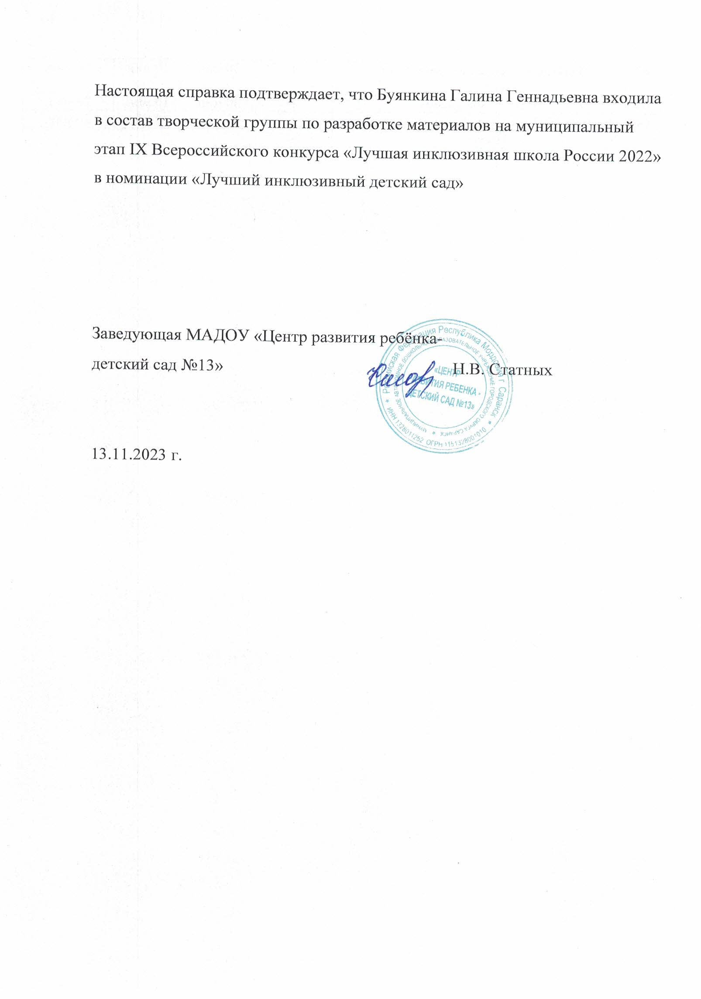 Настоящая справка подтверждает, что Буянкина Галина Геннадьевна входила
в состав творческой группы по разработке материалов на муниципальный
этап IX Всероссийского конкурса «Лучшая инклюзивная школа России 2022»
в номинации «Лучший инклюзивный детский сад»
Заведующая МАДОУ «Центр развития ребёнка-
детский сад №13» Н.В. Статных
Российская Федерация Республика Мордовия г Саранск
МУНИЦИПАЛЬНОЕ АВТОНОМНОЕ ДОШКОЛЬНОЕ ОБРАЗОВАТЕЛЬНОЕ УЧРЕЖДЕНИЕ ГОРОДСКОГО ОКРУГА САРАНСК
ИНН 1328011252 ОГРН 1151328001010
«ЦЕНТР
РАЗВИТИЯ РЕБЕНКА -
ДЕТСКИЙ САД №13»
13.11.2023 г.